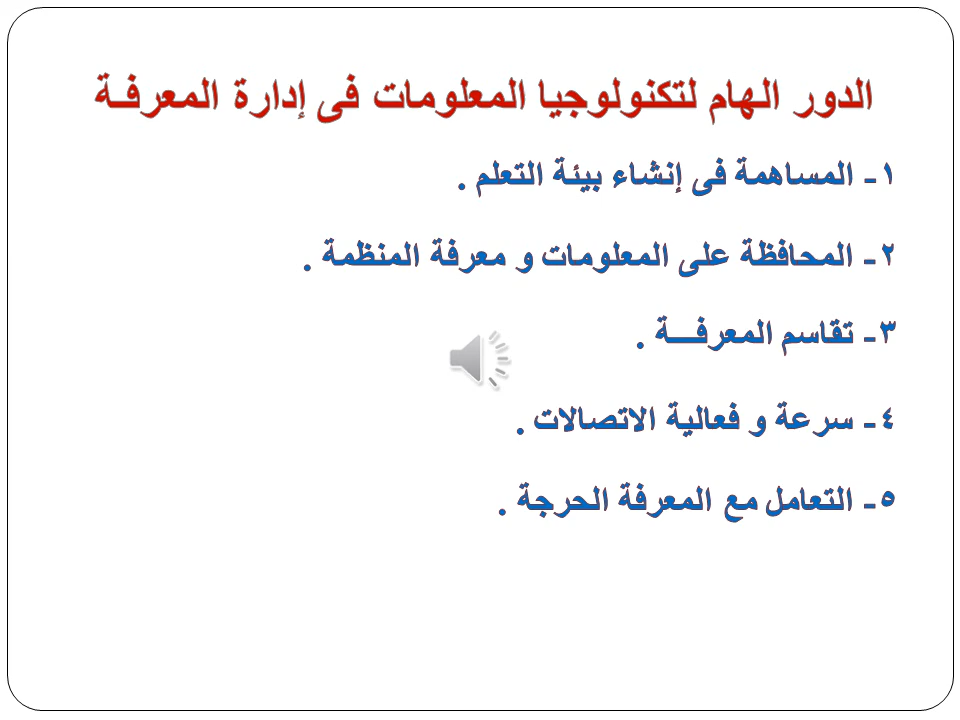 الدور الهام لتكنولوجيا المعلومات فى إدارة المعرفـة
١- المساهمة فى إنشاء بيئة التعلم .
٢- المحافظة على المعلومات و معرفة المنظمة .
٣- تقاسم المعرفـــة .
٤- سرعة و فعالية الاتصالات .
٥- التعامل مع المعرفة الحرجة .